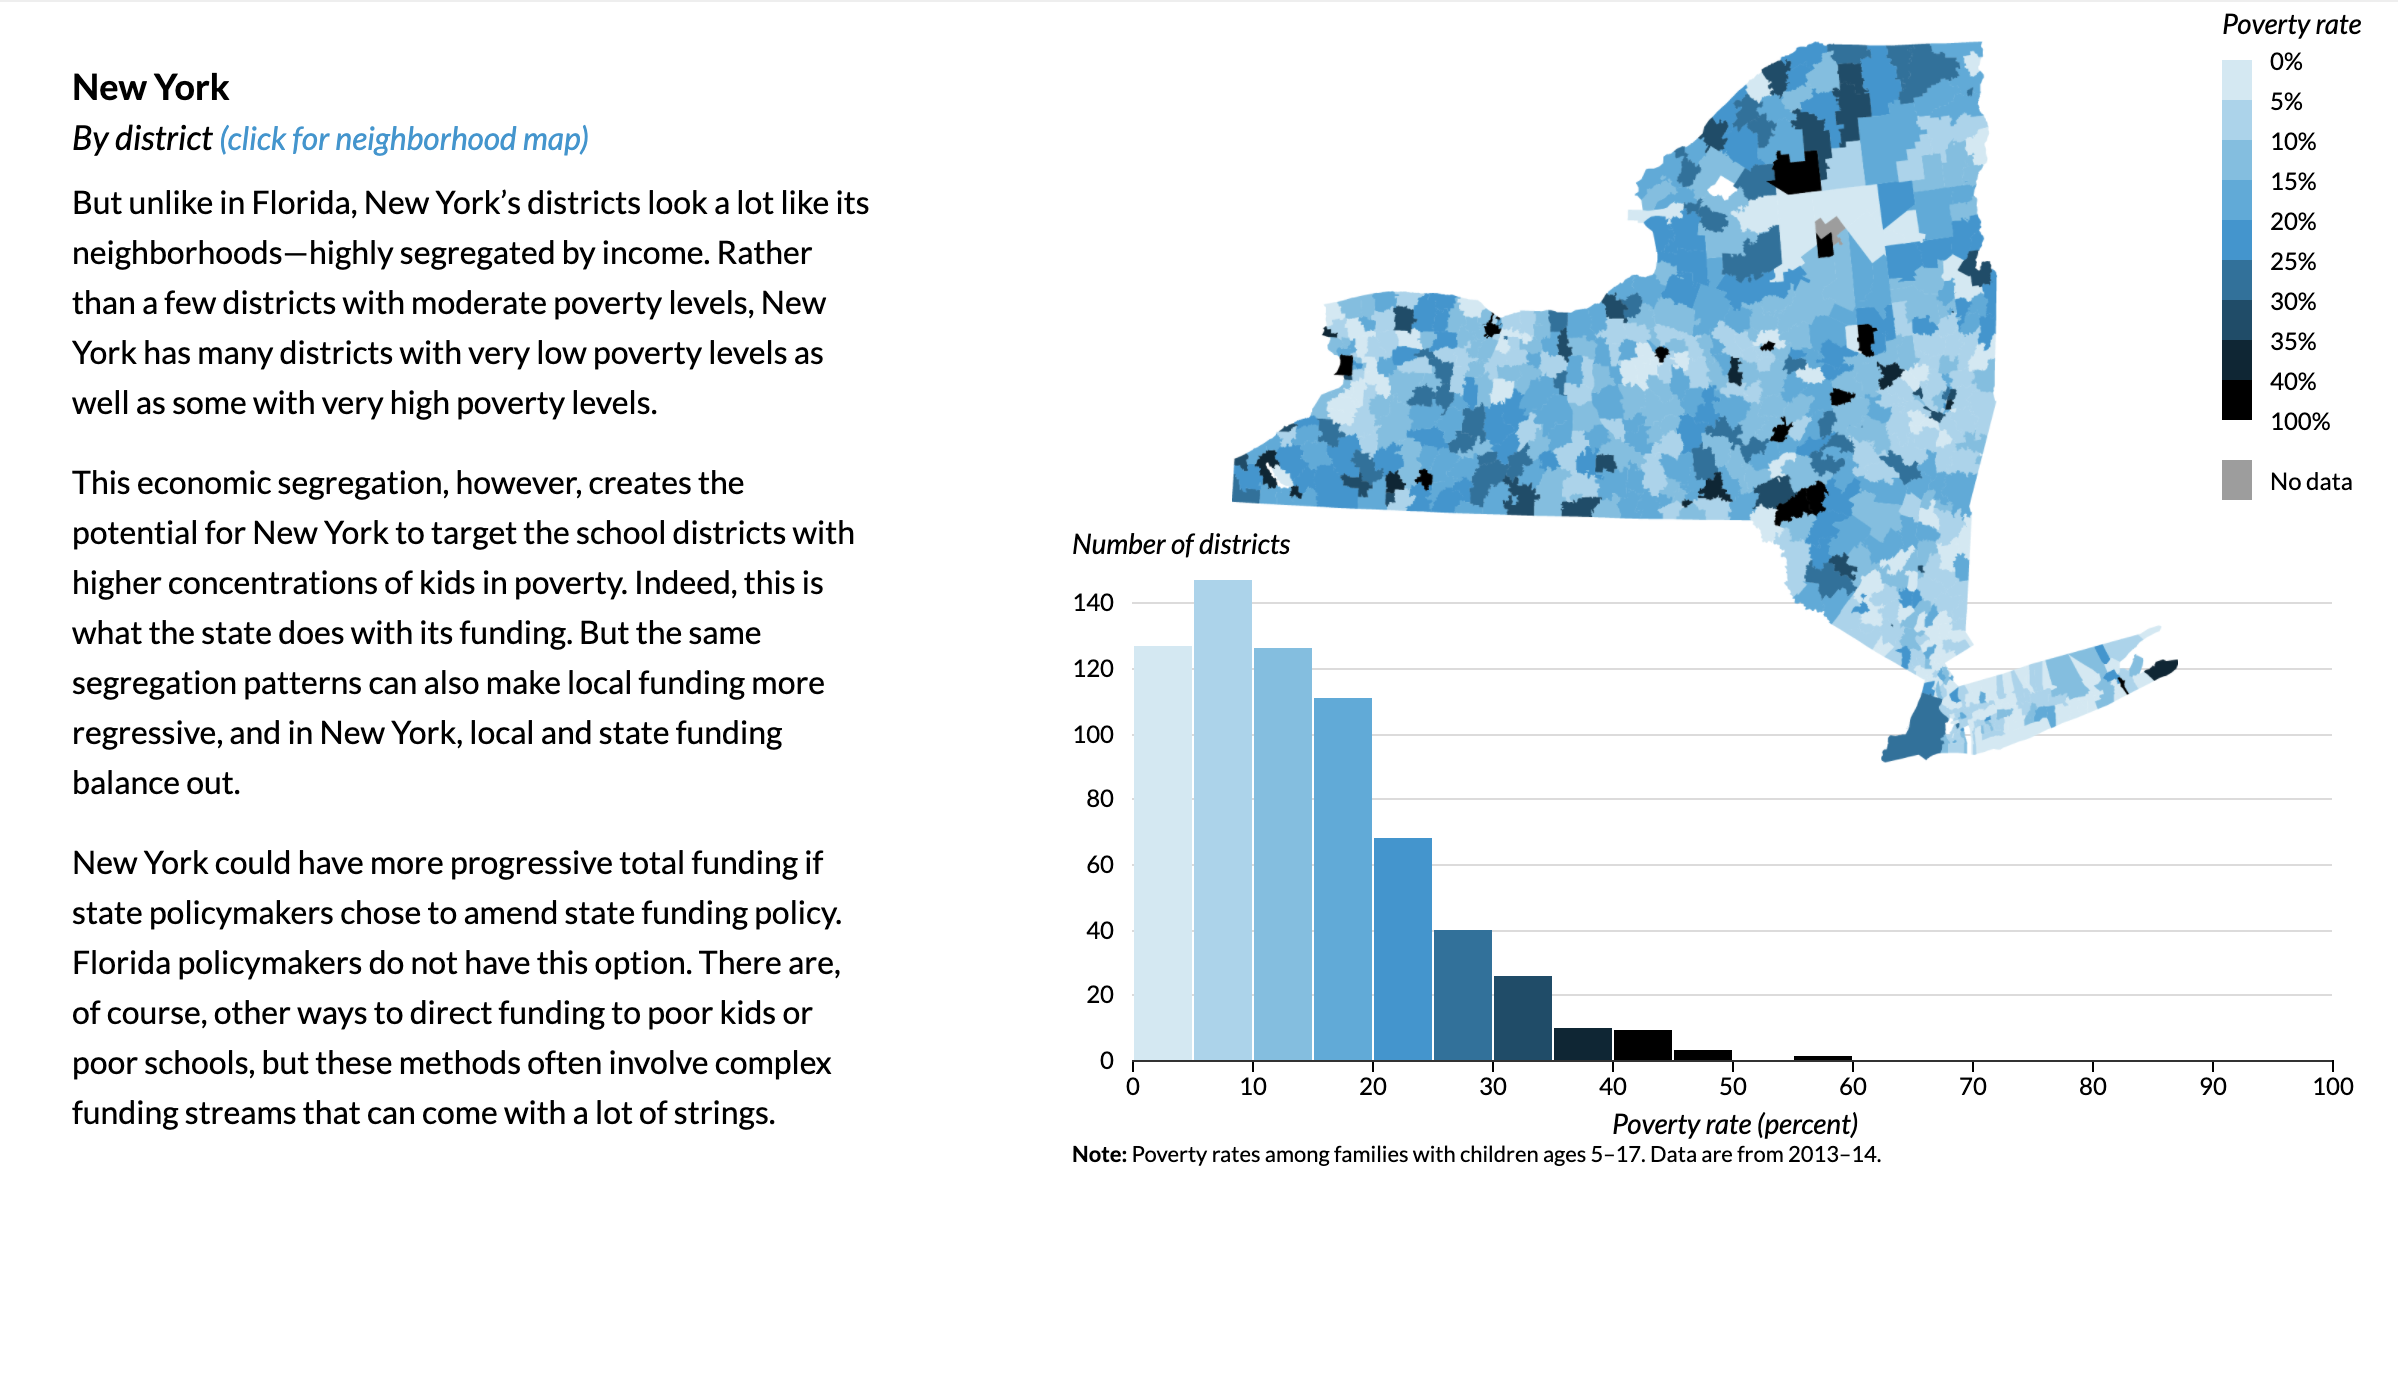 New York
By district (click for neighborhood map)
But unlike in Florida, New York’s districts look a lot like its
neighborhoods—highly segregated by income. Rather
than a few districts with moderate poverty levels, New
York has many districts with very low poverty levels as
well as some with very high poverty levels.
This economic segregation, however, creates the
potential for New York to target the school districts with
higher concentrations of kids in poverty. Indeed, this is
what the state does with its funding. But the same
segregation patterns can also make local funding more
regressive, and in New York, local and state funding
balance out.
New York could have more progressive total funding if
state policymakers chose to amend state funding policy.
Florida policymakers do not have this option. There are,
of course, other ways to direct funding to poor kids or
poor schools, but these methods often involve complex
funding streams that can come with a lot of strings.
Poverty rate
0%
5%
10%
15%
20%
25%
30%
35%
40%
100%
No data
Number of districts
140
120
100
80
60
40
20
0
0 10 20 30 40 50 60 70 80 90 100
Poverty rate (percent)
Note: Poverty rates among families with children ages 5–17. Data are from 2013–14.